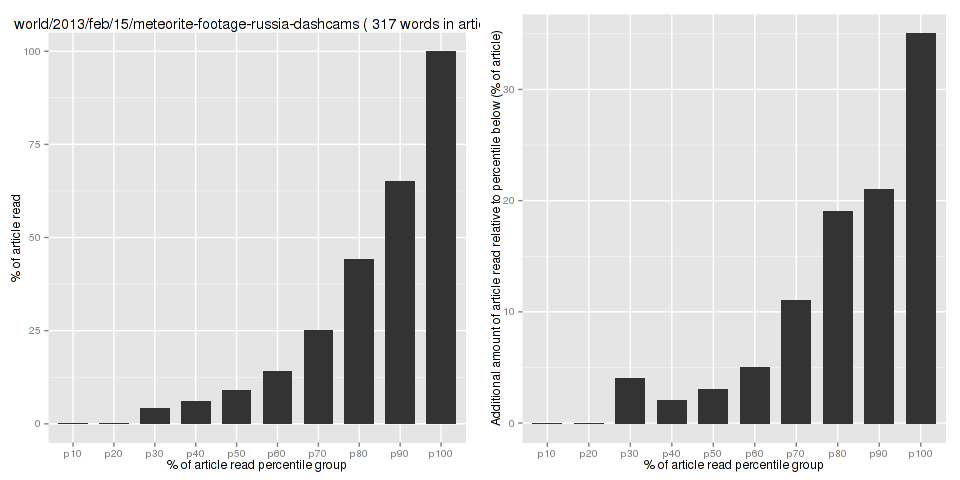 world/2013/feb/15/meteorite-footage-russia-dashcams ( 317 words in arti
% of article read
100
75
50
25
0
p10 p20 p30 p40 p50 p60 p70 p80 p90 p100
% of article read percentile group
Additional amount of article read relative to percentile below (% of article)
30
20
10
0
p10 p20 p30 p40 p50 p60 p70 p80 p90 p100
% of article read percentile group